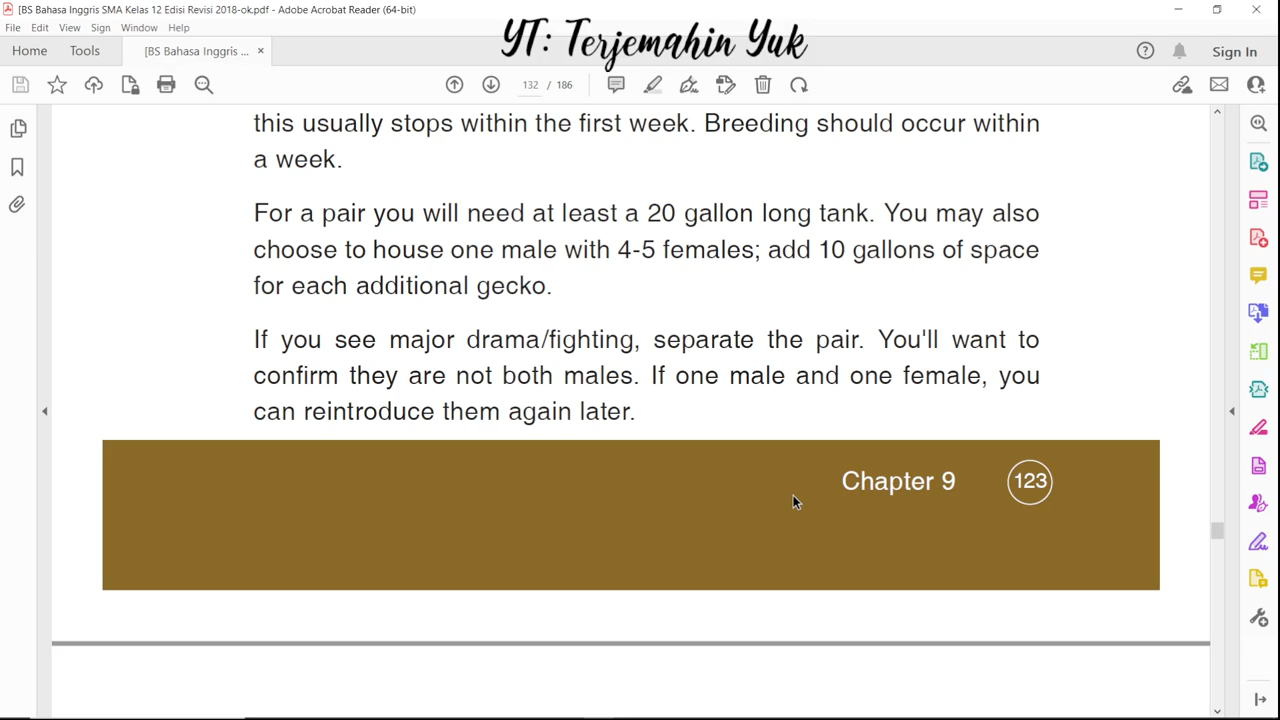 [BS Bahasa Inggris SMA Kelas 12 Edisi Revisi 2018-ok.pdf - Adobe Acrobat Reader (64-bit)
File Edit View Sign Window Help
YT: Terjemahin Yuk
Home Tools [BS Bahasa Inggris ... × Sign In
132 / 186
this usually stops within the first week. Breeding should occur within
a week.
For a pair you will need at least a 20 gallon long tank. You may also
choose to house one male with 4-5 females; add 10 gallons of space
for each additional gecko.
If you see major drama/fighting, separate the pair. You'll want to
confirm they are not both males. If one male and one female, you
can reintroduce them again later.
Chapter 9 123